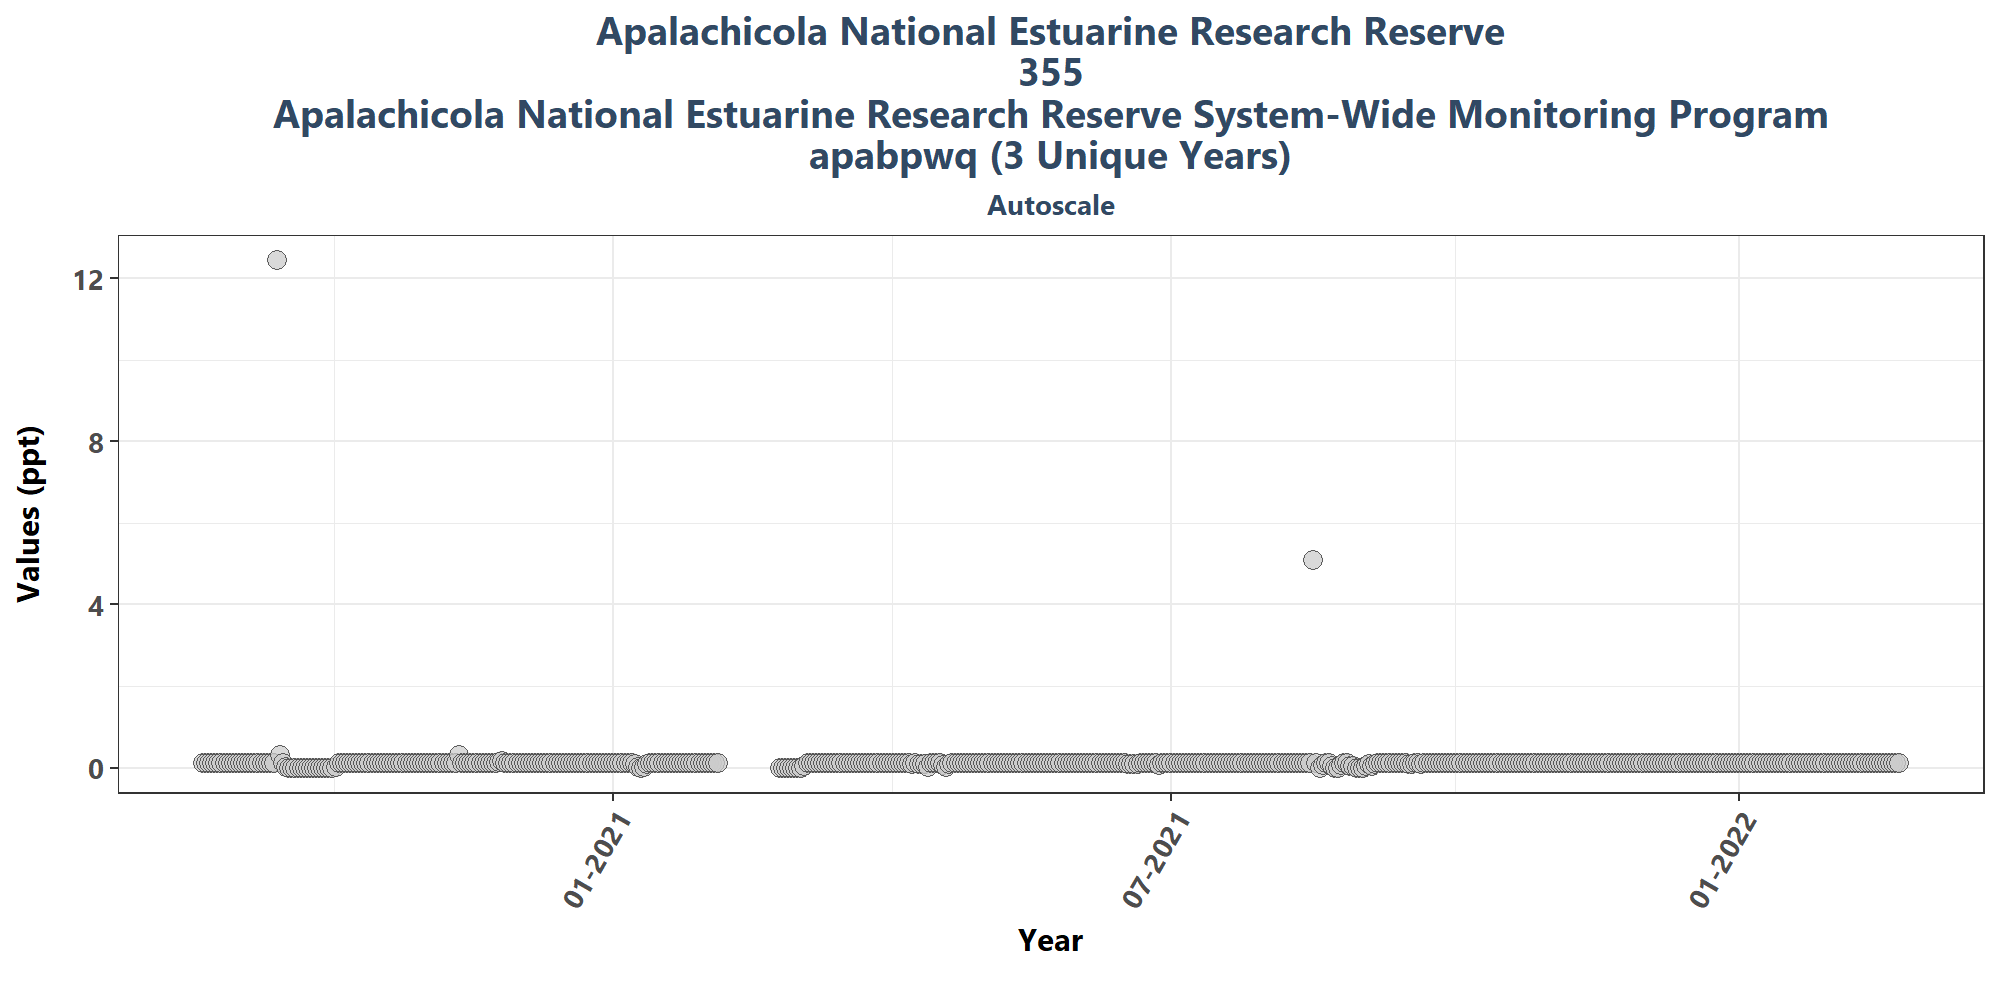 Apalachicola National Estuarine Research Reserve
355
Apalachicola National Estuarine Research Reserve System-Wide Monitoring Program
apabpwq (3 Unique Years)
Autoscale
12
8
4
0
Values (ppt)
01-2021
07-2021
01-2022
Year